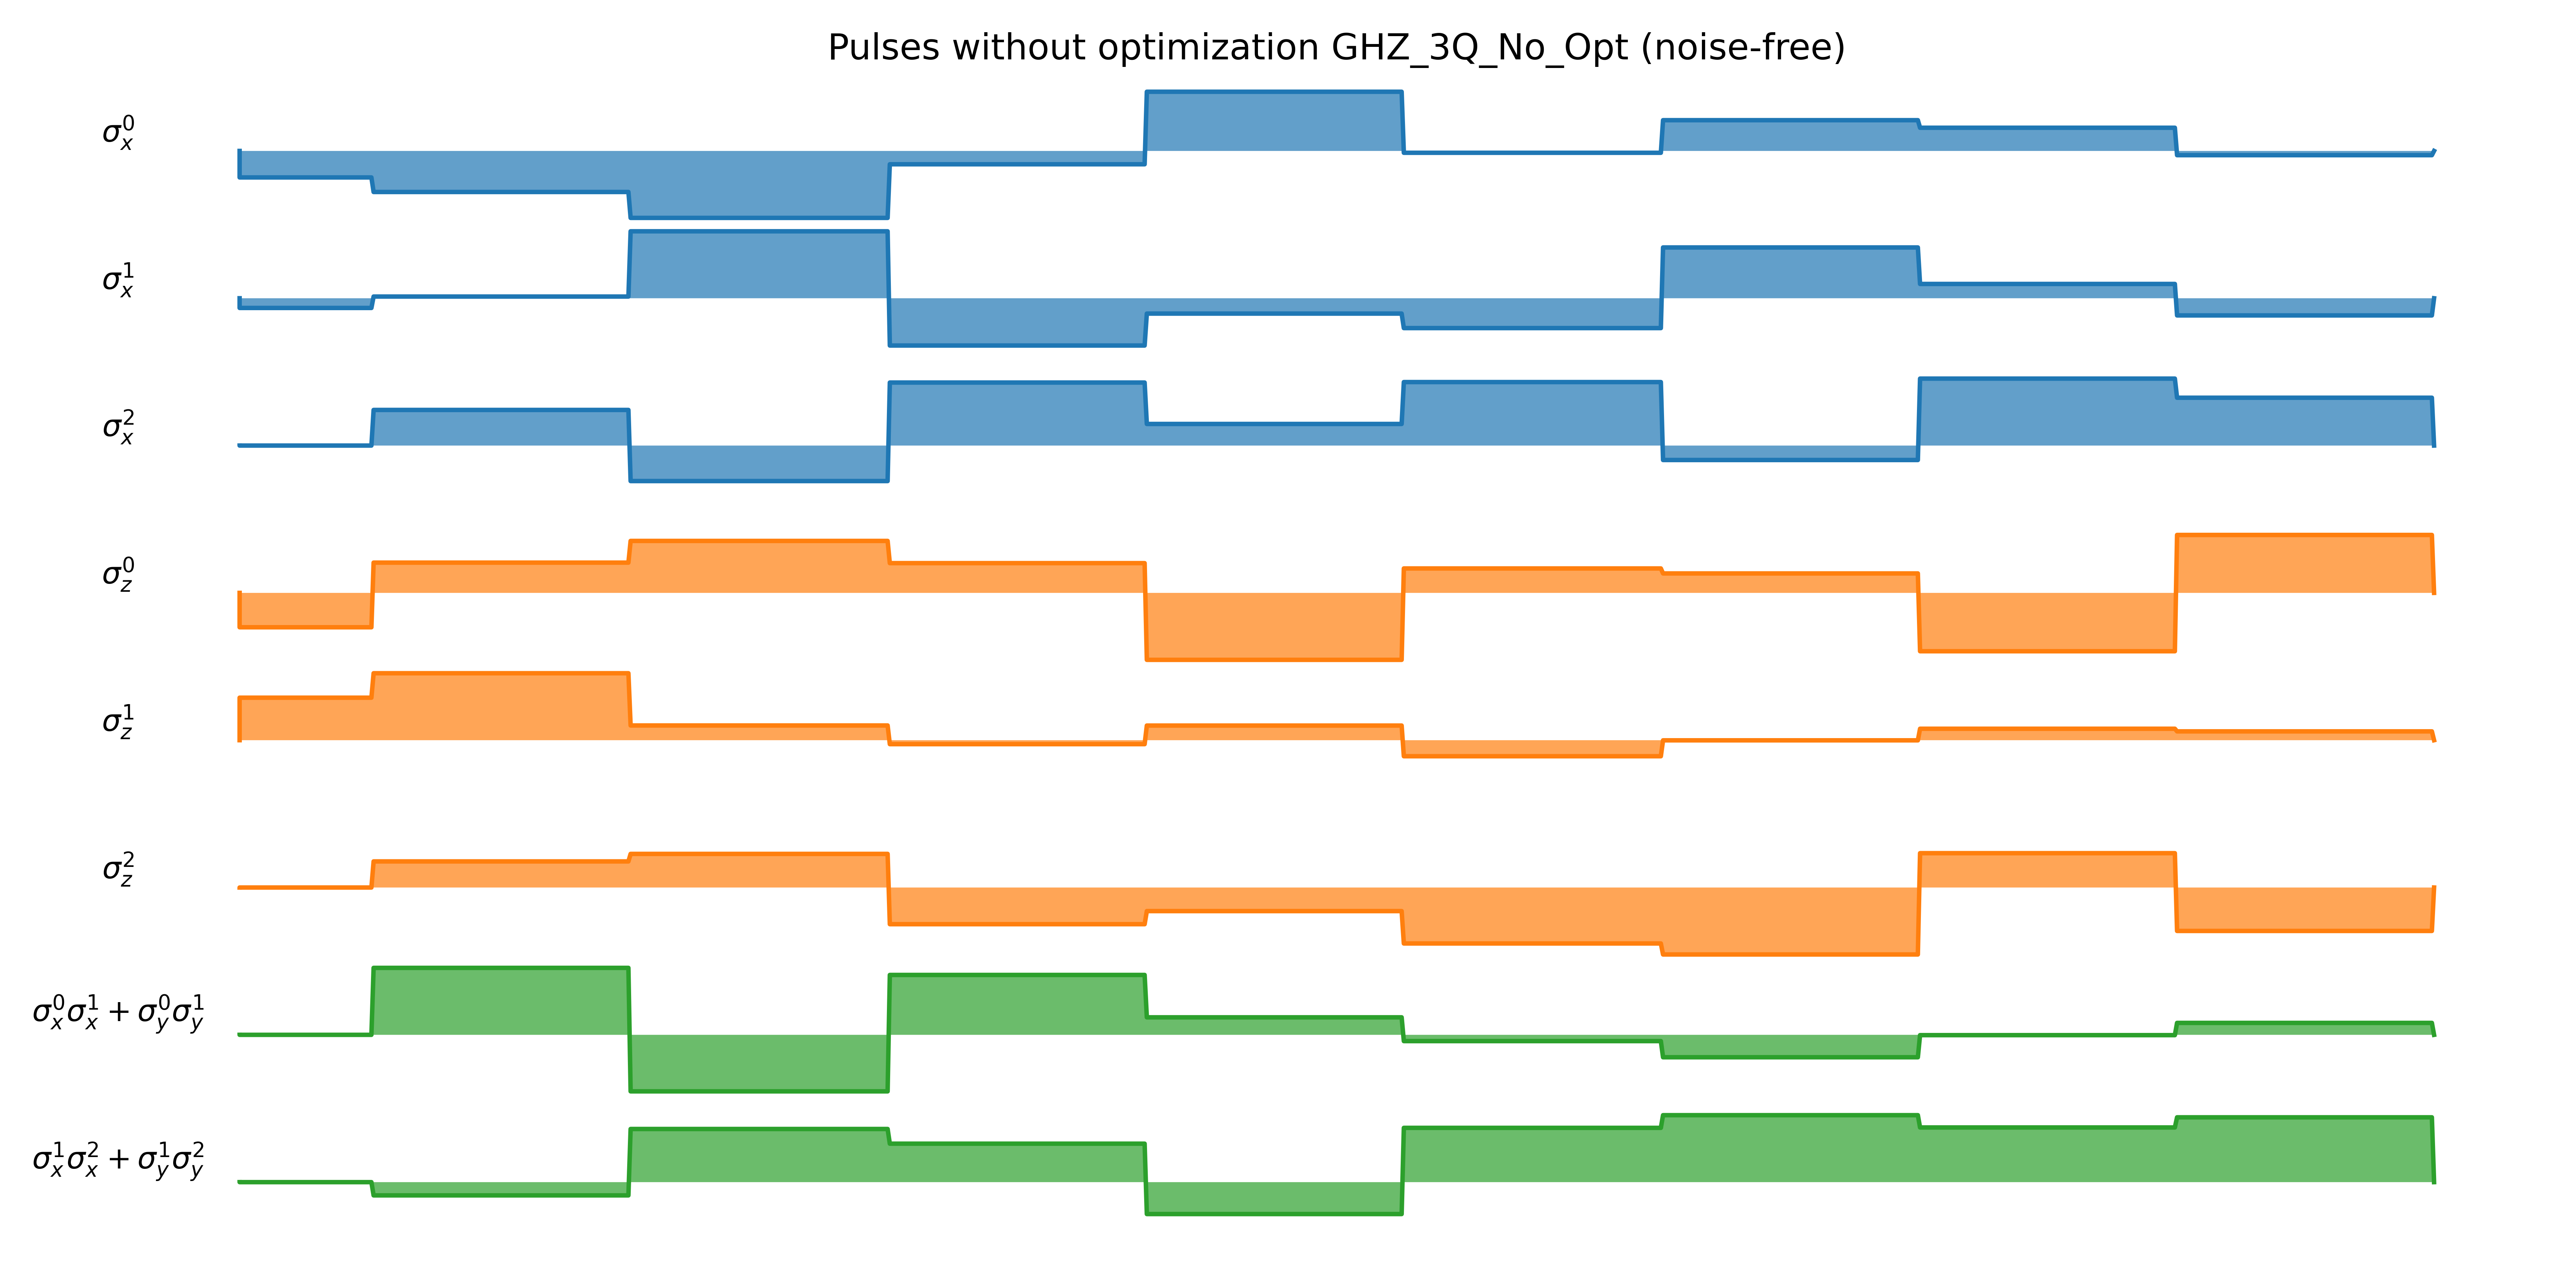 Pulses without optimization GHZ_3Q_No_Opt (noise-free)
σ_x^0
σ_x^1
σ_x^2
σ_z^0
σ_z^1
σ_z^2
σ_x^0σ_x^1 + σ_y^0σ_y^1
σ_x^1σ_x^2 + σ_y^1σ_y^2